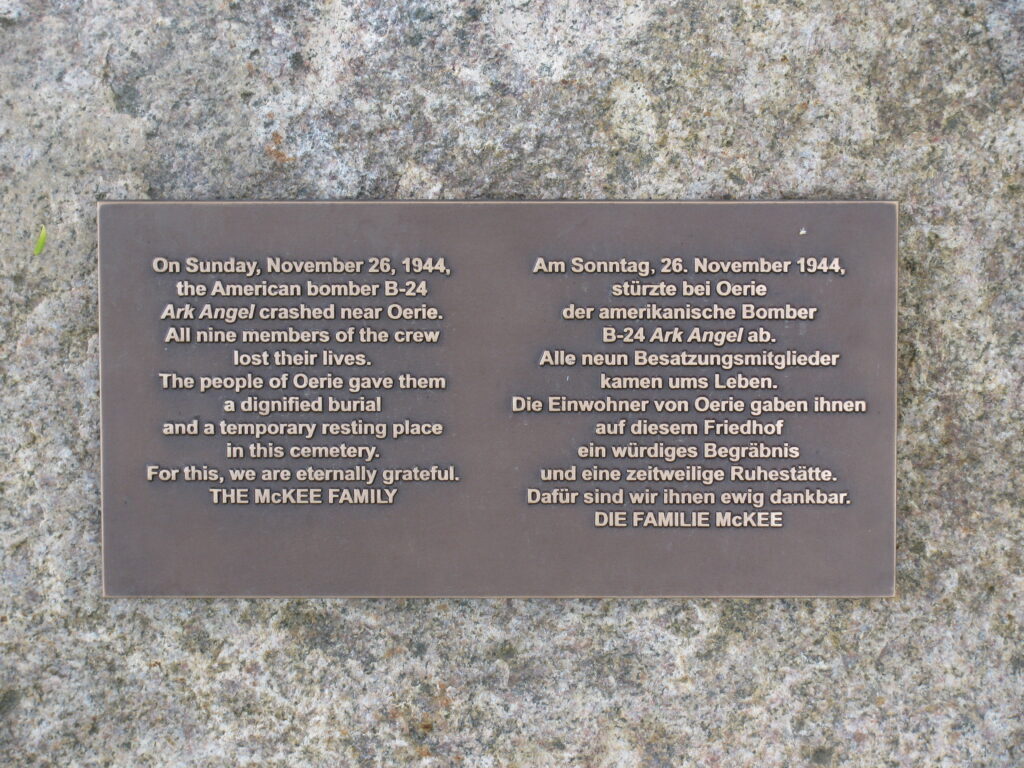 On Sunday, November 26, 1944,
the American bomber B-24
Ark Angel crashed near Oerie.
All nine members of the crew
lost their lives.
The people of Oerie gave them
a dignified burial
and a temporary resting place
in this cemetery.
For this, we are eternally grateful.
THE McKEE FAMILY
Am Sonntag, 26. November 1944,
stürzte bei Oerie
der amerikanische Bomber
B-24 Ark Angel ab.
Alle neun Besatzungsmitglieder
kamen ums Leben.
Die Einwohner von Oerie gaben ihnen
auf diesem Friedhof
ein würdiges Begräbnis
und eine zeitweilige Ruhestätte.
Dafür sind wir ihnen ewig dankbar.
DIE FAMILIE McKEE